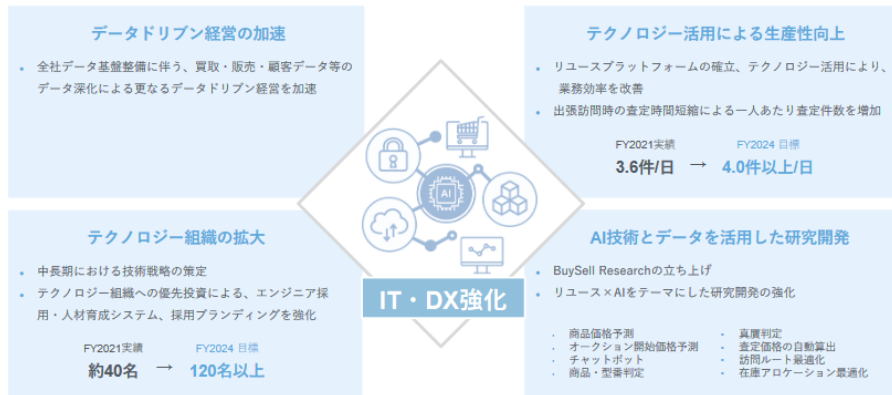 データドリブン経営の加速
• 全社データ基盤整備に伴う、買取・販売・顧客データ等の
データ深化による更なるデータドリブン経営を加速
テクノロジー活用による生産性向上
• リユースプラットフォームの確立、テクノロジー活用により、
業務効率を改善
• 出張訪問時の査定時間短縮による一人あたり査定件数を増加
FY2021実績 FY2024 目標
3.6件/日 → 4.0件以上/日
AI
IT・DX強化
テクノロジー組織の拡大
• 中長期における技術戦略の策定
• テクノロジー組織への優先投資による、エンジニア採
用・人材育成システム、採用ブランディングを強化
FY2021実績 FY2024 目標
約40名 → 120名以上
AI技術とデータを活用した研究開発
• BuySell Researchの立ち上げ
• リユース×AIをテーマにした研究開発の強化
• 商品価格予測
• オークション開始価格予測
• チャットボット
• 商品・型番判定
• 真贋判定
• 査定価格の自動算出
• 訪問ルート最適化
• 在庫アロケーション最適化